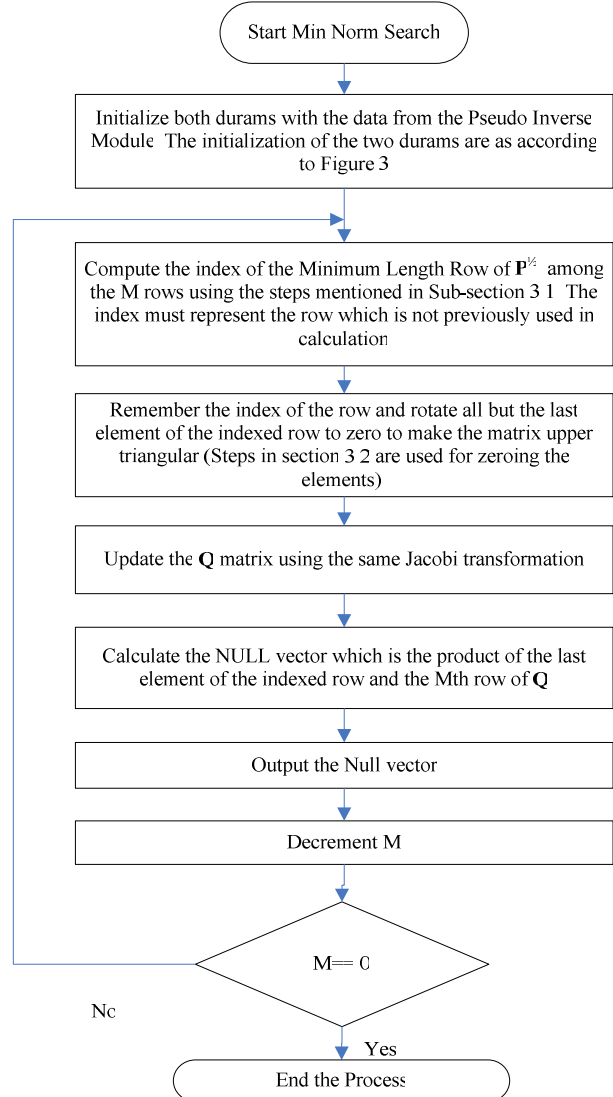 Start Min Norm Search
Initialize both durams with the data from the Pseudo Inverse
Module The initialization of the two durams are as according
to Figure 3
Compute the index of the Minimum Length Row of P^½ among
the M rows using the steps mentioned in Sub-section 3 1 The
index must represent the row which is not previously used in
calculation
Remember the index of the row and rotate all but the last
element of the indexed row to zero to make the matrix upper
triangular (Steps in section 3 2 are used for zeroing the
elements)
Update the Q matrix using the same Jacobi transformation
Calculate the NULL vector which is the product of the last
element of the indexed row and the Mth row of Q
Output the Null vector
Decrement M
M== 0
No
Yes
End the Process